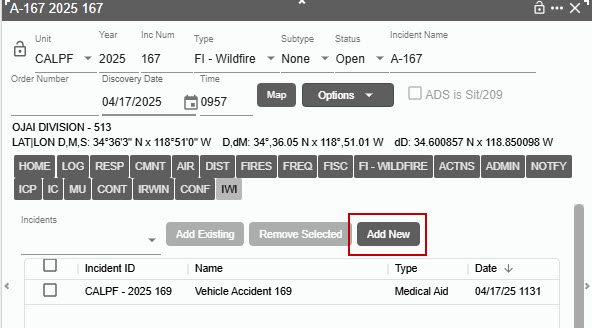 A-167 2025 167
Unit Year Inc Num Type Subtype Status Incident Name
CALPF 2025 167 FI - Wildfire None Open A-167
Order Number Discovery Date Time
04/17/2025 0957 Map Options ADS is Sit/209
OJAI DIVISION - 513
LAT|LON D,M,S: 34°36'3" N x 118°51'0" W D,dM: 34°,36.05 N x 118°,51.01 W dD: 34.600857 N x 118.850098 W
HOME LOG RESP CMNT AIR DIST FIRES FREQ FISC FI - WILDFIRE ACTNS ADMIN NOTFY
ICP IC MU CONT IRWIN CONF IWI
Incidents
Add Existing Remove Selected Add New
Incident ID Name Type Date
CALPF - 2025 169 Vehicle Accident 169 Medical Aid 04/17/25 1131